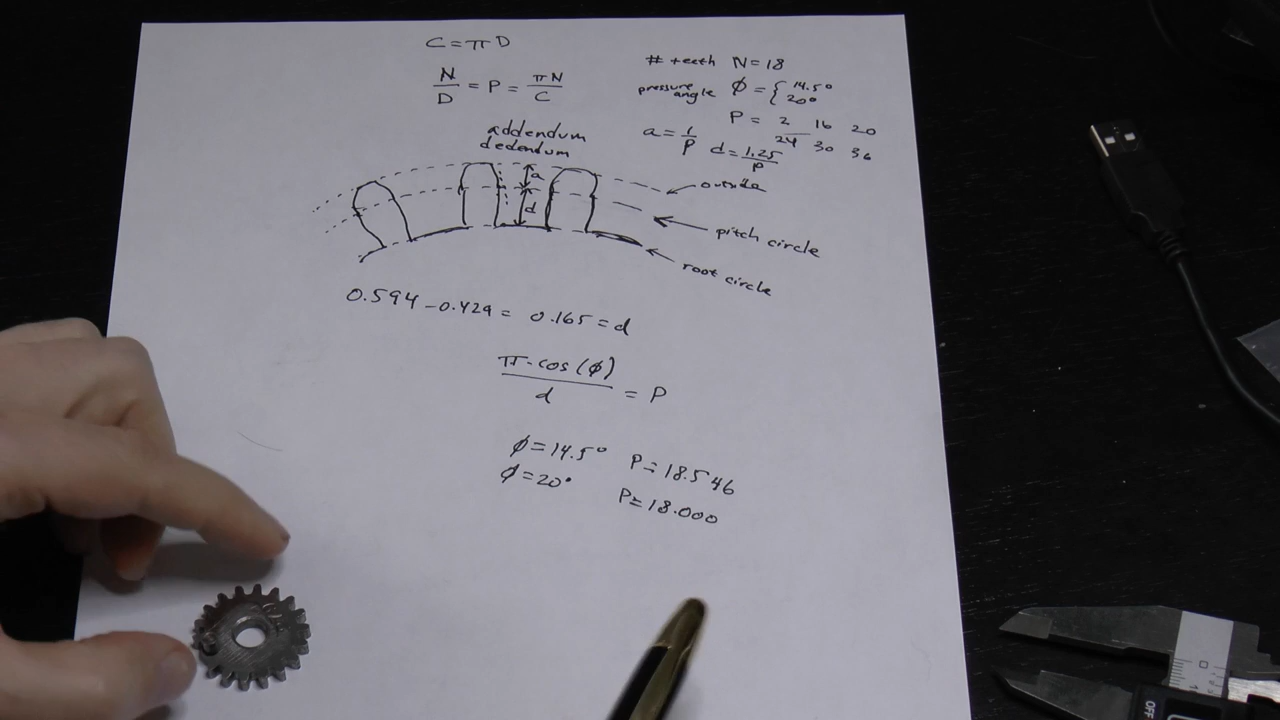 C = π D
N/D = P = πN/C
# teeth N = 18
pressure angle ϕ = { 14.5° 20°
P = 2 16 20
24 30 36
a = 1/P d = 1.25/P
addendum
dedendum
a
d
outside
pitch circle
root circle
0.594 - 0.429 = 0.165 = d
π·cos(ϕ)/d = P
ϕ = 14.5° P = 18.546
ϕ = 20° P = 18.000
OFF